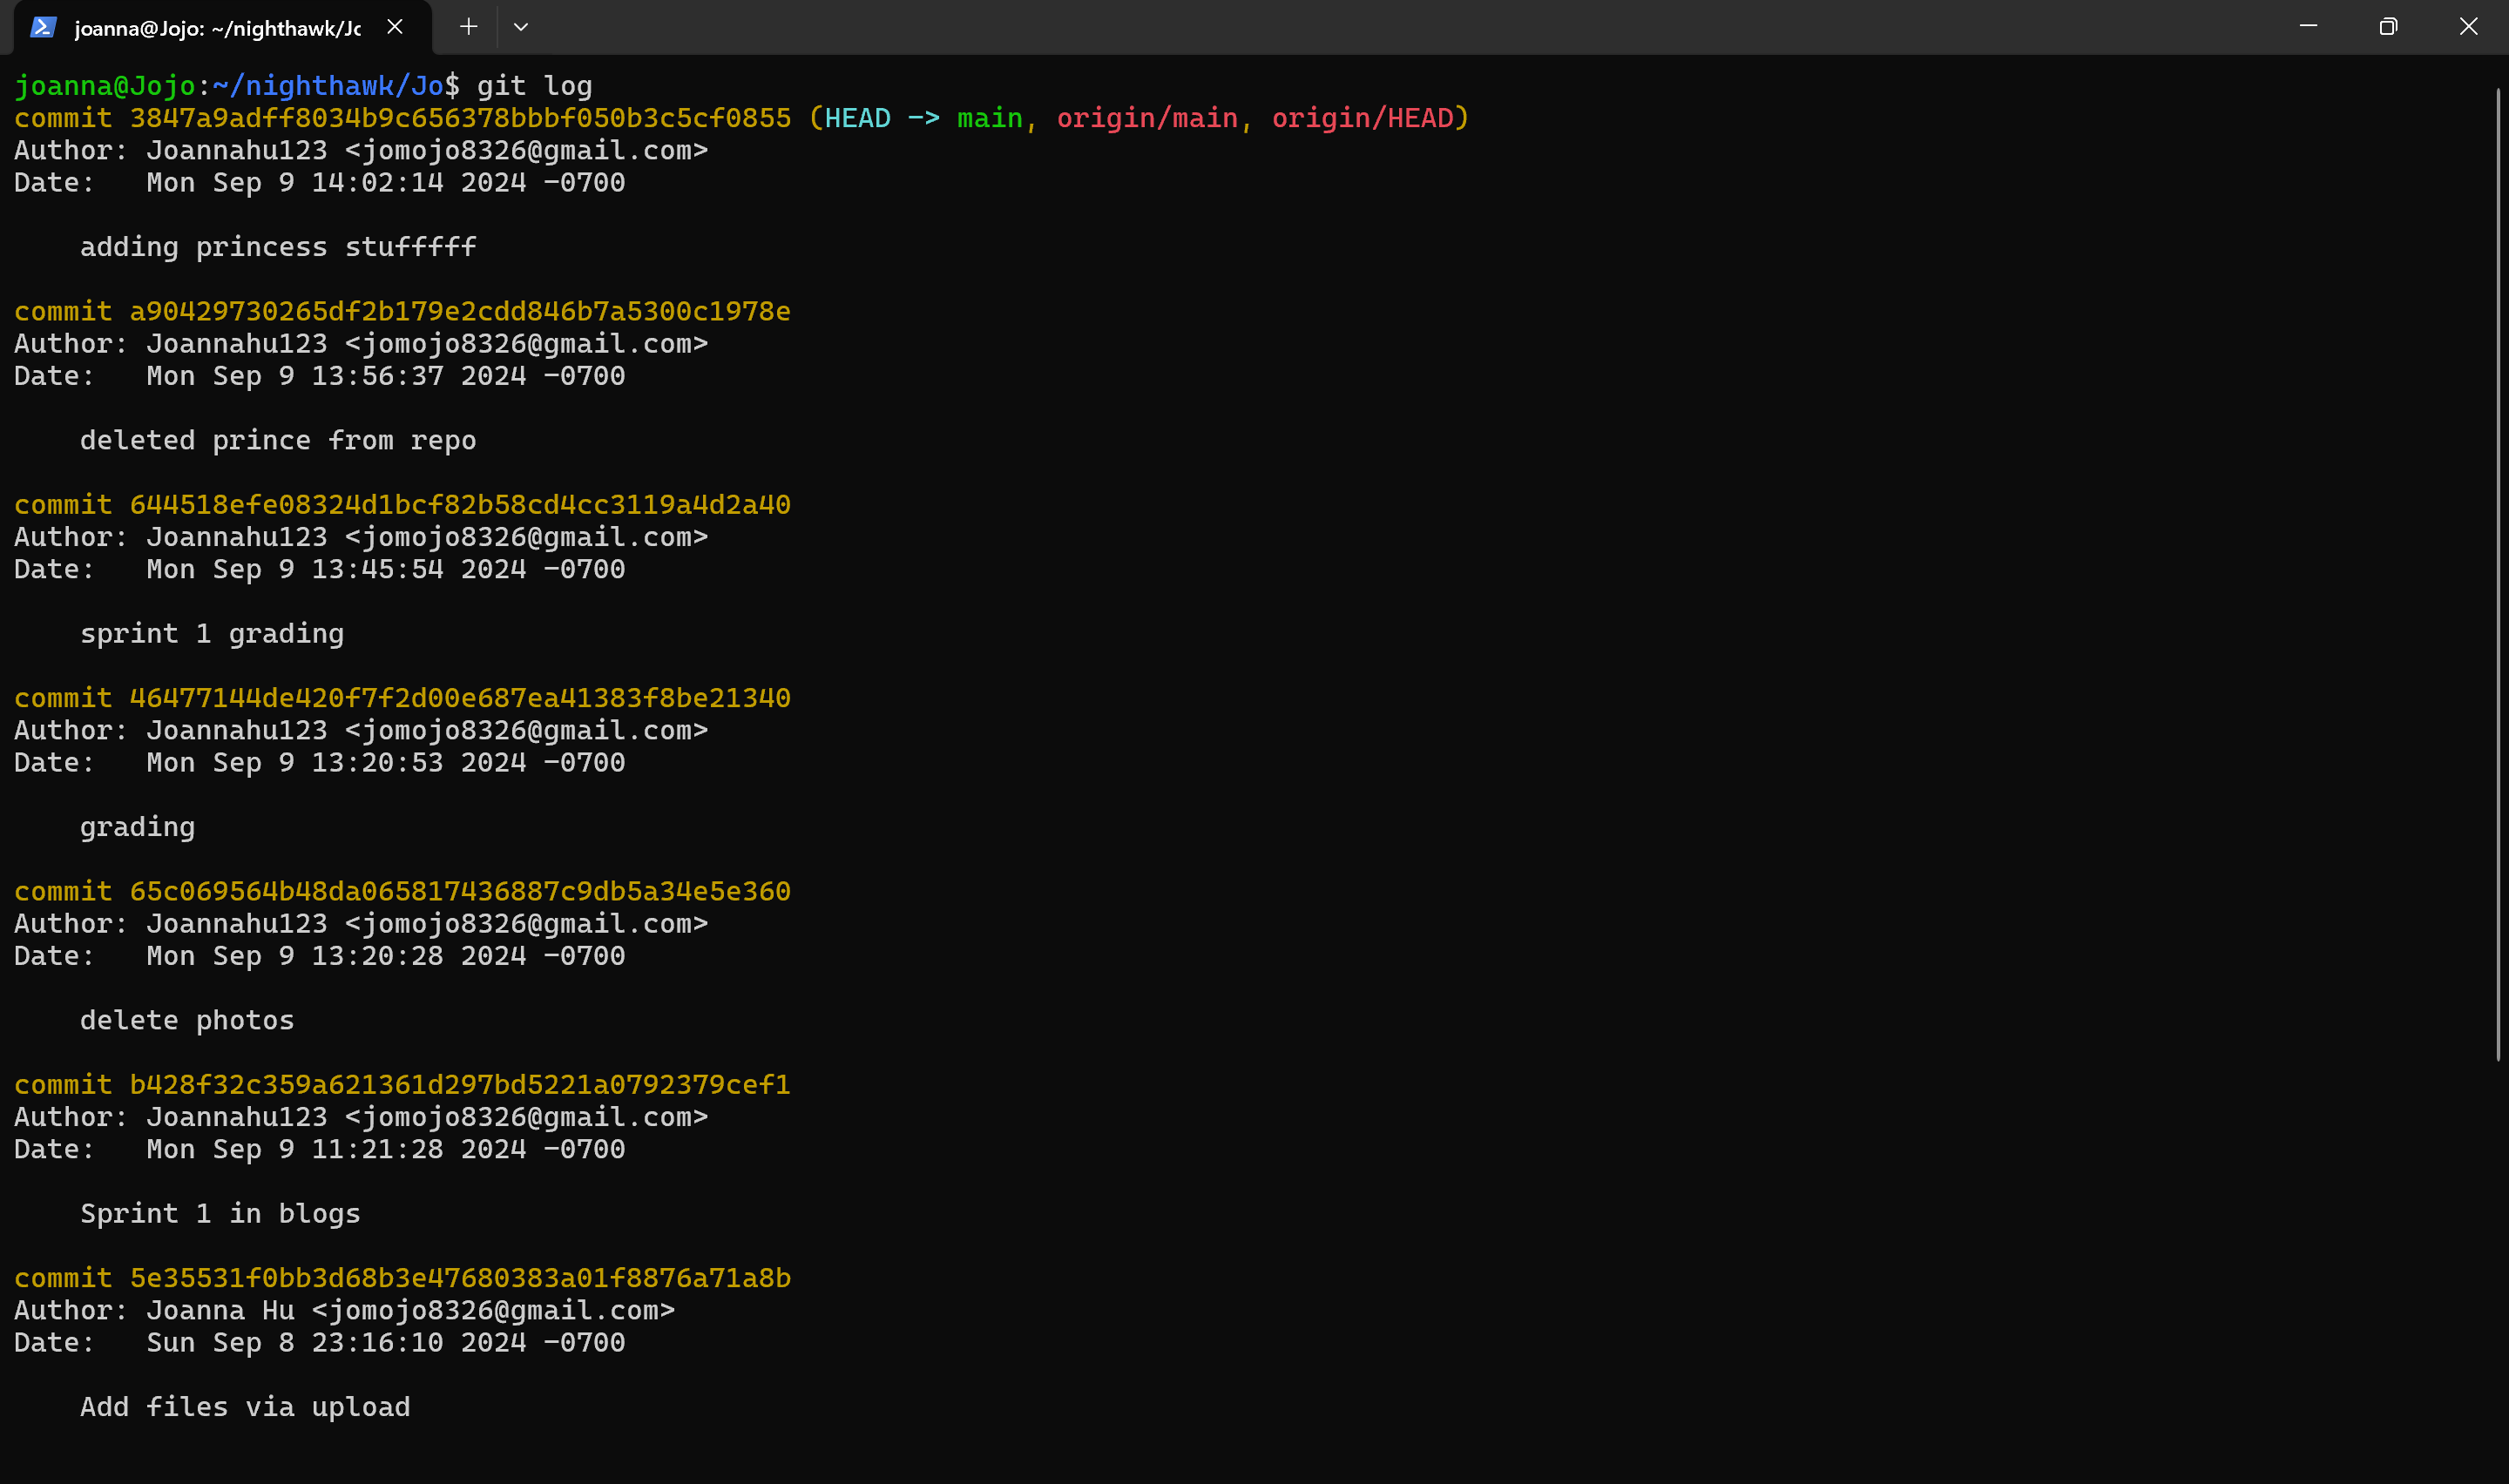 joanna@Jojo: ~/nighthawk/Jo
joanna@Jojo:~/nighthawk/Jo$ git log
commit 3847a9adff8034b9c656378bbbf050b3c5cf0855 (HEAD -> main, origin/main, origin/HEAD)
Author: Joannahu123 <jomojo8326@gmail.com>
Date:   Mon Sep 9 14:02:14 2024 -0700
    adding princess stufffff
commit a90429730265df2b179e2cdd846b7a5300c1978e
Author: Joannahu123 <jomojo8326@gmail.com>
Date:   Mon Sep 9 13:56:37 2024 -0700
    deleted prince from repo
commit 644518efe08324d1bcf82b58cd4cc3119a4d2a40
Author: Joannahu123 <jomojo8326@gmail.com>
Date:   Mon Sep 9 13:45:54 2024 -0700
    sprint 1 grading
commit 46477144de420f7f2d00e687ea41383f8be21340
Author: Joannahu123 <jomojo8326@gmail.com>
Date:   Mon Sep 9 13:20:53 2024 -0700
    grading
commit 65c069564b48da065817436887c9db5a34e5e360
Author: Joannahu123 <jomojo8326@gmail.com>
Date:   Mon Sep 9 13:20:28 2024 -0700
    delete photos
commit b428f32c359a621361d297bd5221a0792379cef1
Author: Joannahu123 <jomojo8326@gmail.com>
Date:   Mon Sep 9 11:21:28 2024 -0700
    Sprint 1 in blogs
commit 5e35531f0bb3d68b3e47680383a01f8876a71a8b
Author: Joanna Hu <jomojo8326@gmail.com>
Date:   Sun Sep 8 23:16:10 2024 -0700
    Add files via upload